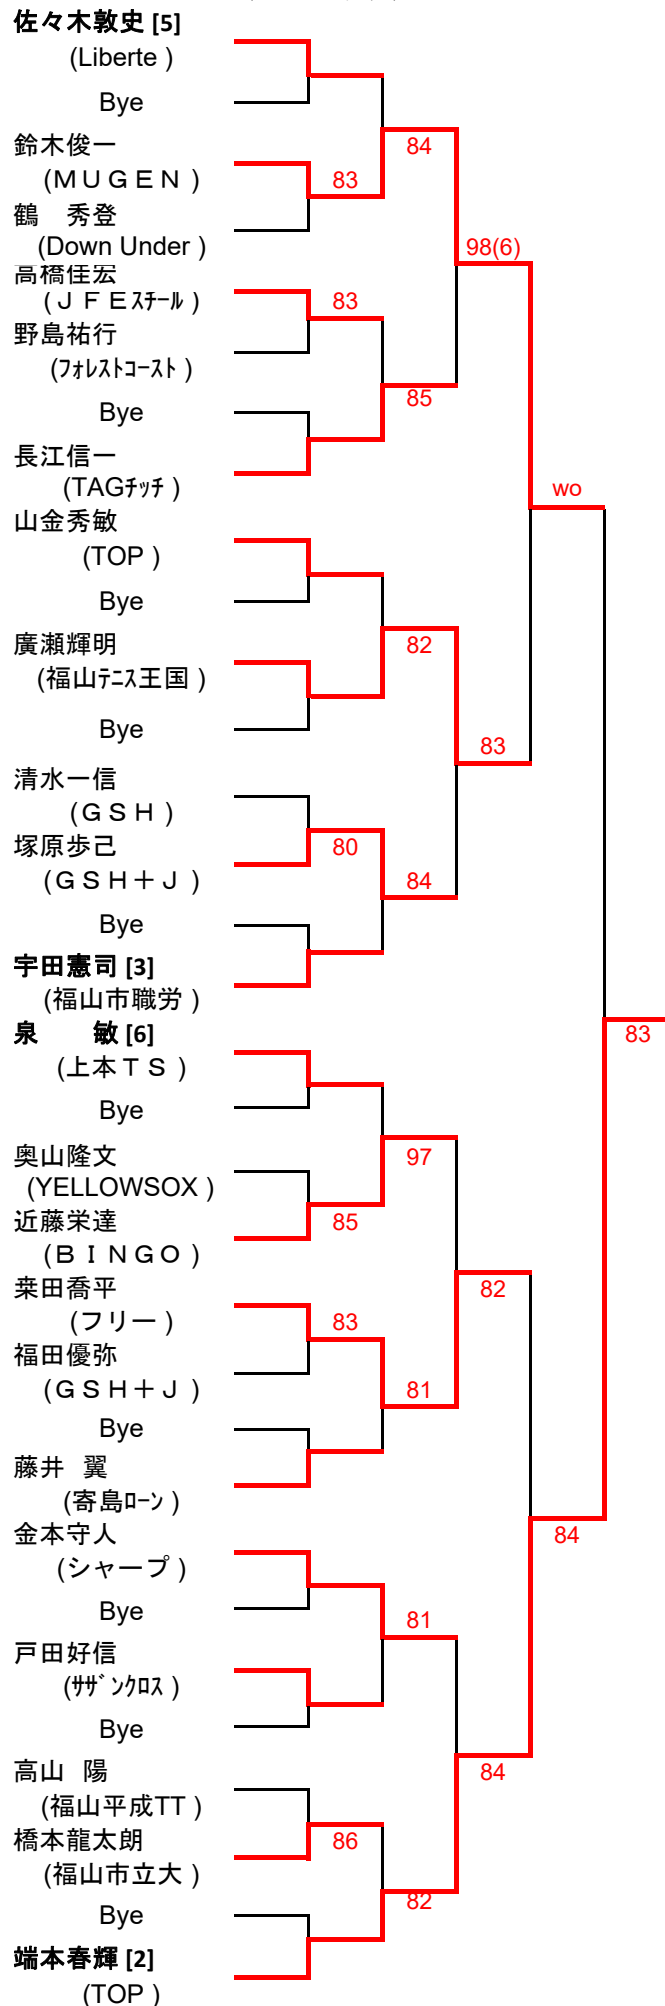 佐々木敦史 [5]
(Liberte )
Bye
84
鈴木俊一
(ＭＵＧＥＮ )
83
鶴　秀登
(Down Under )
98(6)
高橋佳宏
(ＪＦＥｽﾁｰﾙ )
83
野島祐行
(ﾌｫﾚｽﾄｺｰｽﾄ )
85
Bye
長江信一
(TAGﾁｯﾁ )
wo
山金秀敏
(TOP )
Bye
廣瀬輝明
82
(福山ﾃﾆｽ王国 )
Bye
83
清水一信
(ＧＳＨ )
塚原歩己
80
(ＧＳＨ＋Ｊ )
84
Bye
宇田憲司 [3]
(福山市職労 )
泉　　敏 [6]
83
(上本ＴＳ )
Bye
奥山隆文
97
(YELLOWSOX )
近藤栄達
85
(ＢＩＮＧＯ )
桒田喬平
82
(フリー )
83
福田優弥
(ＧＳＨ＋Ｊ )
81
Bye
藤井　翼
(寄島ﾛｰﾝ )
金本守人
84
(シャープ )
Bye
81
戸田好信
(ｻｻﾞﾝｸﾛｽ )
Bye
高山　陽
84
(福山平成TT )
橋本龍太朗
86
(福山市立大 )
82
Bye
端本春輝 [2]
(TOP )